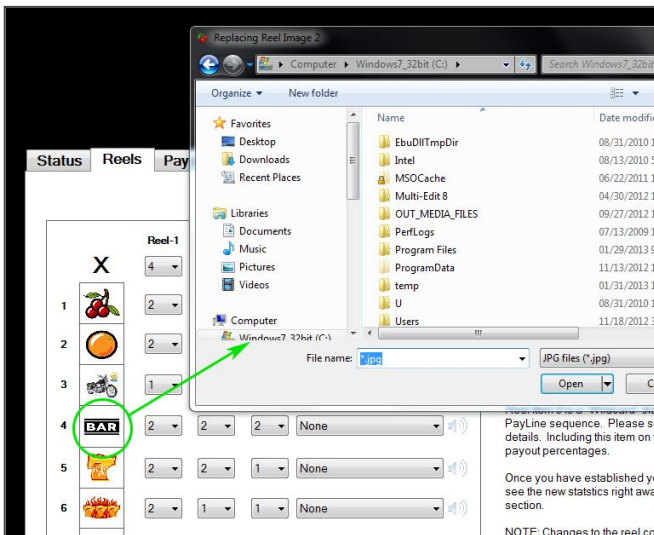 Replacing Reel Image 2
Computer Windows7_32bit (C:)
Search Windows7_32bit
Organize New folder
Name Date modifie
Favorites
Desktop
Downloads
Recent Places
Libraries
Documents
Music
Pictures
Videos
Computer
Windows7_32bit (C:)
EbuDllTmpDir 08/31/2010 1
Intel 08/13/2010 5
MSOCache 06/22/2011 1
Multi-Edit 8 04/30/2012 1
OUT_MEDIA_FILES 09/27/2012 1
PerfLogs 07/13/2009 1
Program Files 01/29/2013 9
ProgramData 11/13/2012 1
temp 01/31/2013 1
U 08/31/2010 1
Users 11/18/2012 3
File name: *.jpg JPG files (*.jpg)
Open C
Status Reels Pay
Reel-1
X 4
1 2
2 2
3 1
4 BAR 2 2 2 None
5 2 2 1 None
6 2 1 1 None
PayLine sequence. Please s
details. Including this item on
payout percentages.
Once you have established y
see the new statstics right awa
section.
NOTE: Changes to the reel co